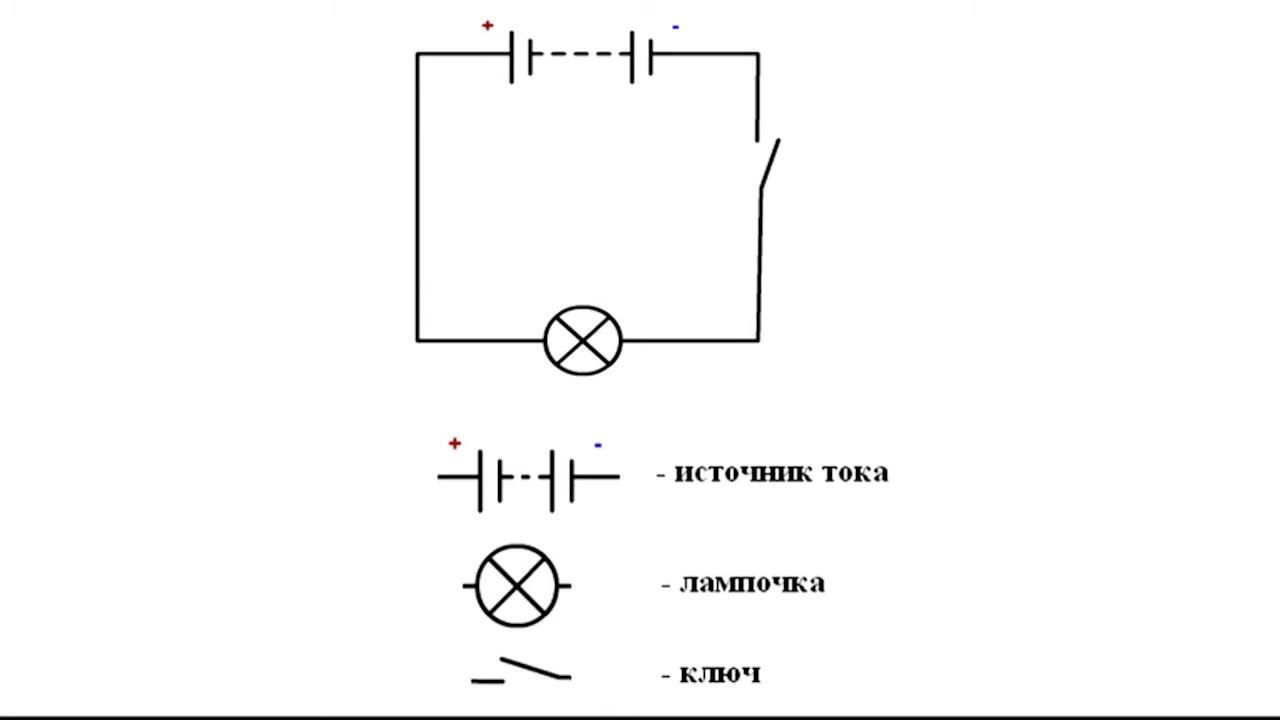 + -
+ -
- источник тока
- лампочка
- ключ